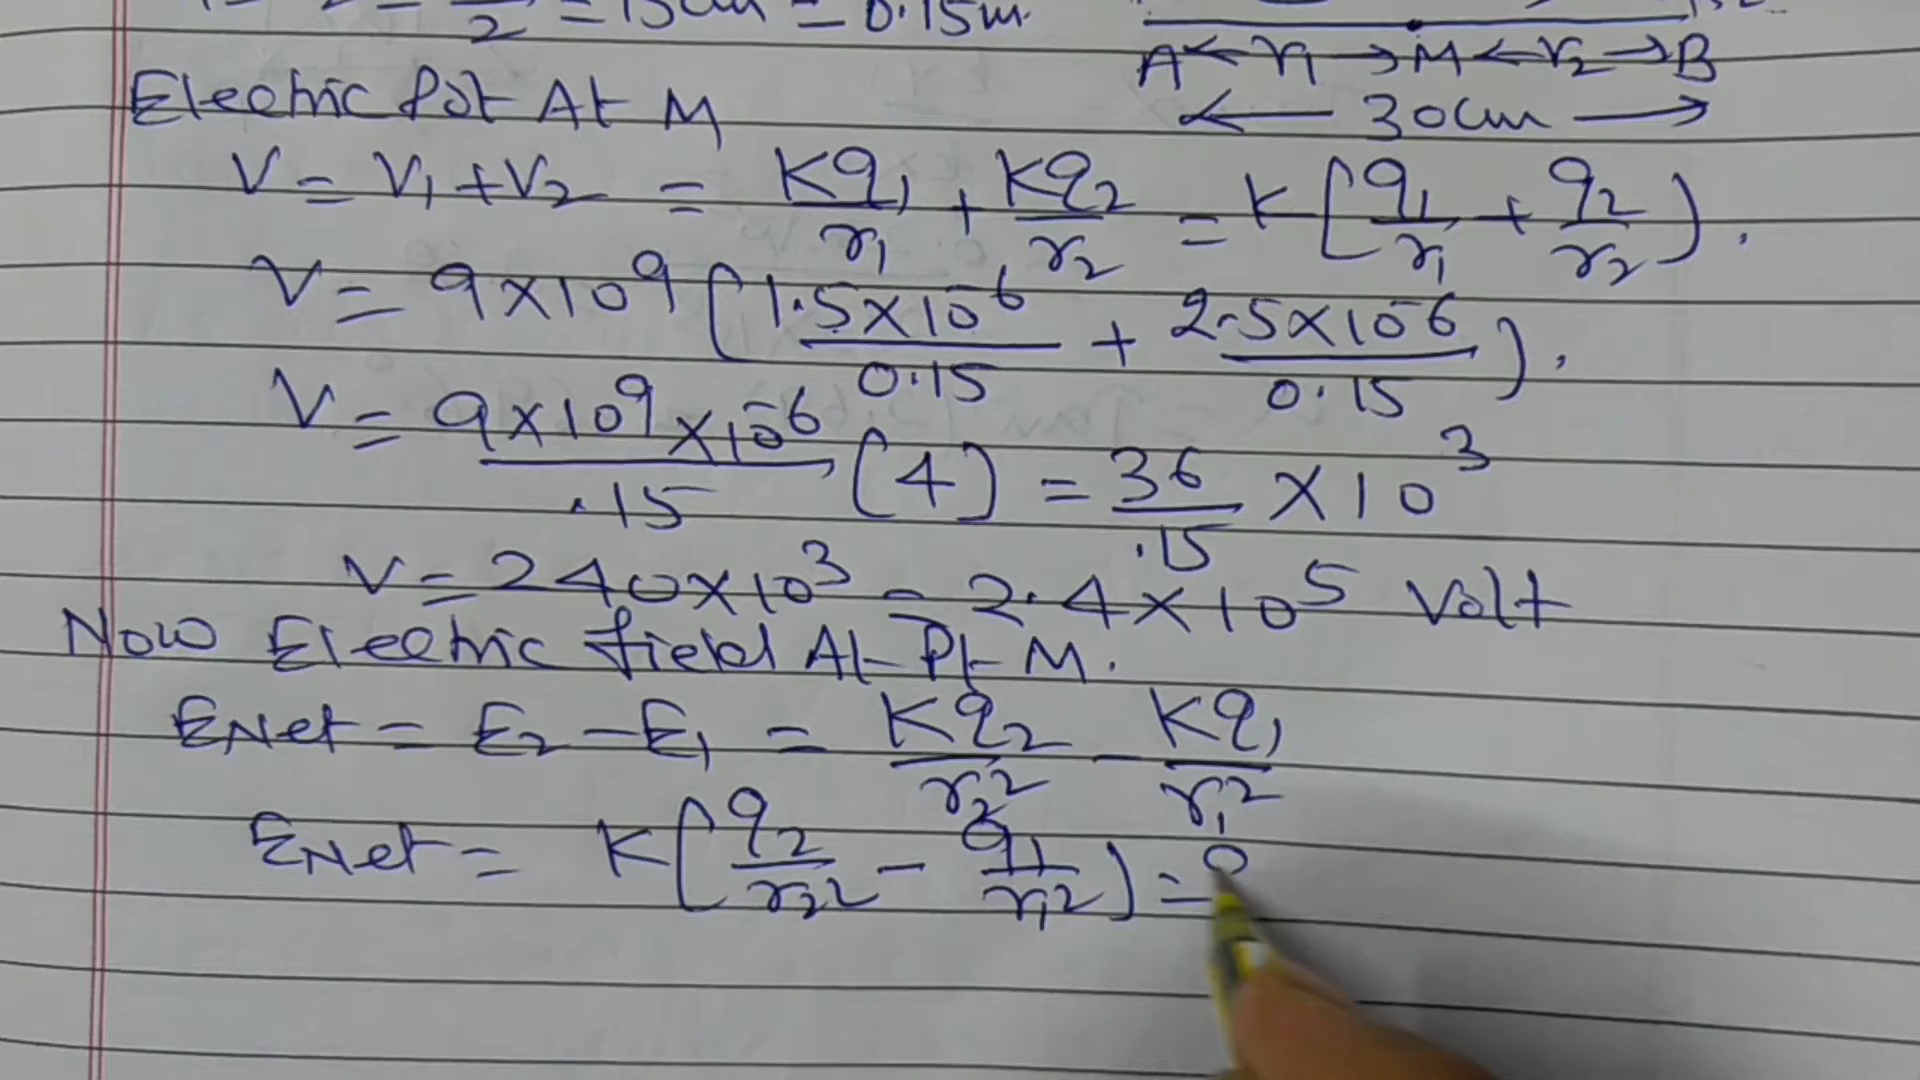 2 = 15cm = 0.15m
A ← r1 → M ← r2 → B
← 30cm →
Electric Pot At M
V = V1 + V2 = Kq1/r1 + Kq2/r2 = K[q1/r1 + q2/r2].
V = 9×10^9 [1.5×10^-6/0.15 + 2.5×10^-6/0.15],
V = 9×10^9×10^-6/.15 [4] = 36/.15 × 10^3
V = 240×10^3 = 2.4×10^5 Volt
Now Electric field At Pt M.
ENet = E2 - E1 = Kq2/r2^2 - Kq1/r1^2
ENet = K[q2/r2^2 - q1/r1^2] =